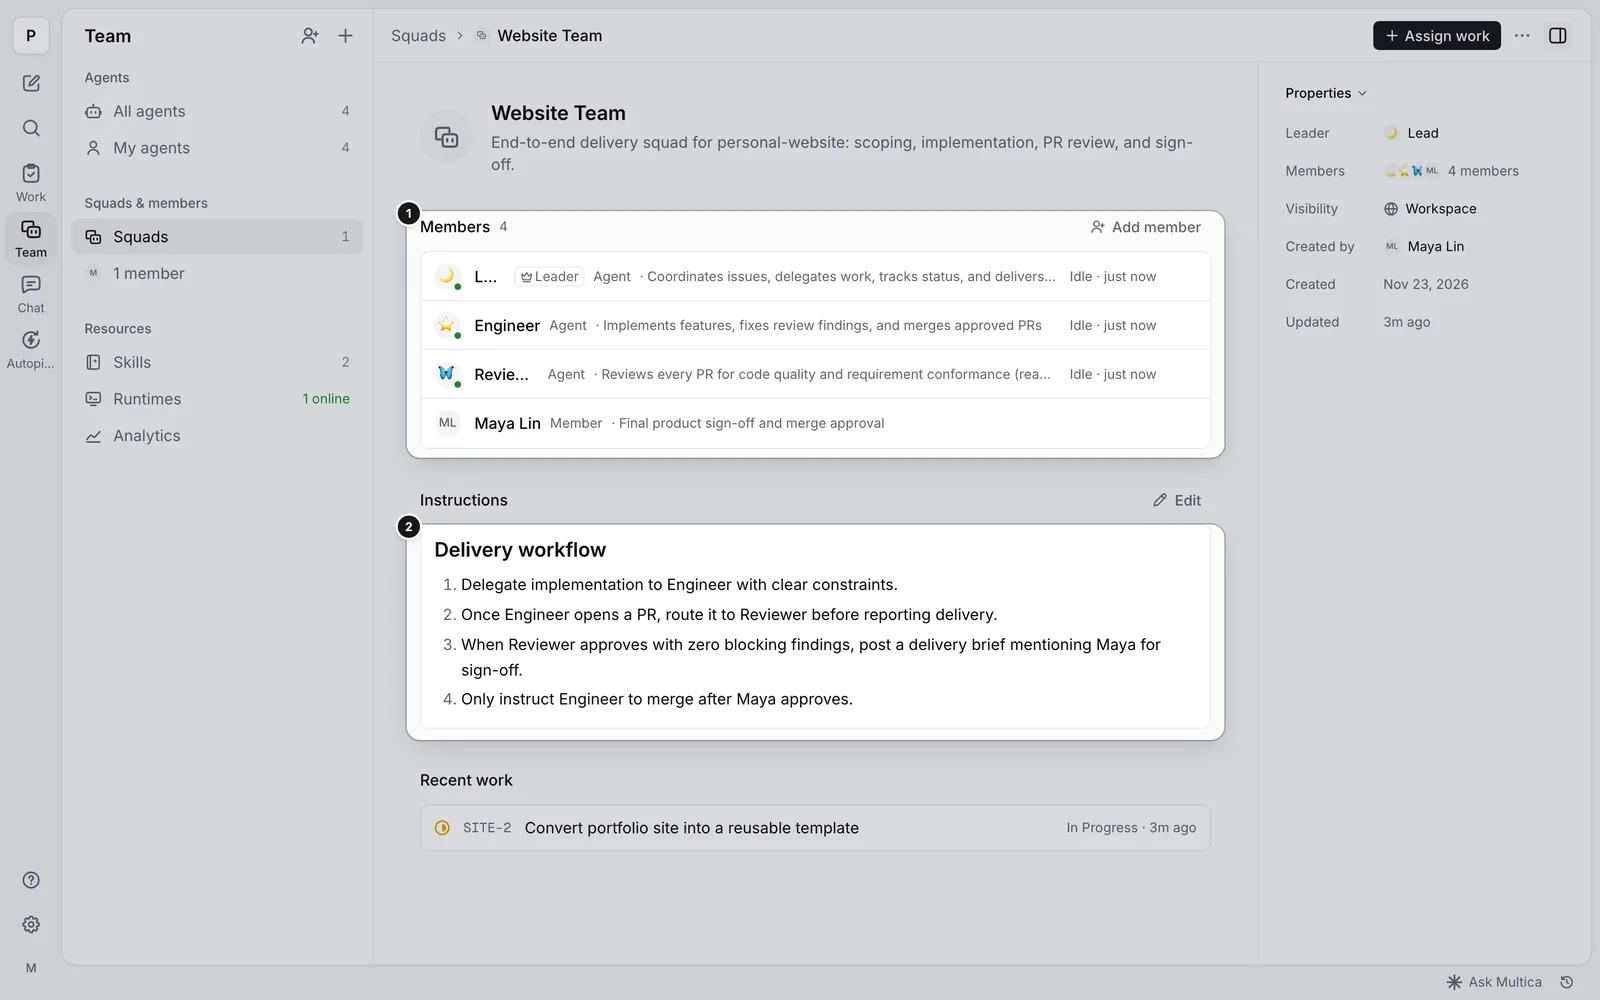 P
Team
Agents
All agents 4
My agents 4
Squads & members
Squads 1
M 1 member
Resources
Skills 2
Runtimes 1 online
Analytics
Work
Team
Chat
Autopi...
M
Squads > Website Team
+ Assign work
Website Team
End-to-end delivery squad for personal-website: scoping, implementation, PR review, and sign-
off.
1
Members 4
Add member
L... Leader Agent · Coordinates issues, delegates work, tracks status, and delivers... Idle · just now
Engineer Agent · Implements features, fixes review findings, and merges approved PRs Idle · just now
Revie... Agent · Reviews every PR for code quality and requirement conformance (rea... Idle · just now
ML Maya Lin Member · Final product sign-off and merge approval
Instructions
Edit
2
Delivery workflow
1. Delegate implementation to Engineer with clear constraints.
2. Once Engineer opens a PR, route it to Reviewer before reporting delivery.
3. When Reviewer approves with zero blocking findings, post a delivery brief mentioning Maya for
sign-off.
4. Only instruct Engineer to merge after Maya approves.
Recent work
SITE-2 Convert portfolio site into a reusable template In Progress · 3m ago
Properties
Leader Lead
Members ML 4 members
Visibility Workspace
Created by ML Maya Lin
Created Nov 23, 2026
Updated 3m ago
Ask Multica